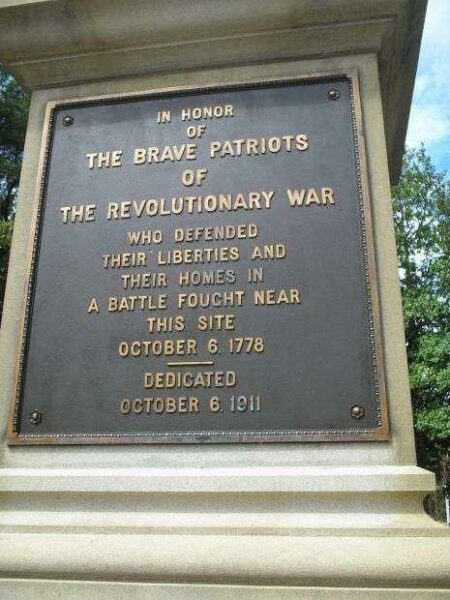 IN HONOR
OF
THE BRAVE PATRIOTS
OF
THE REVOLUTIONARY WAR
WHO DEFENDED
THEIR LIBERTIES AND
THEIR HOMES IN
A BATTLE FOUGHT NEAR
THIS SITE
OCTOBER 6, 1778
DEDICATED
OCTOBER 6, 1911